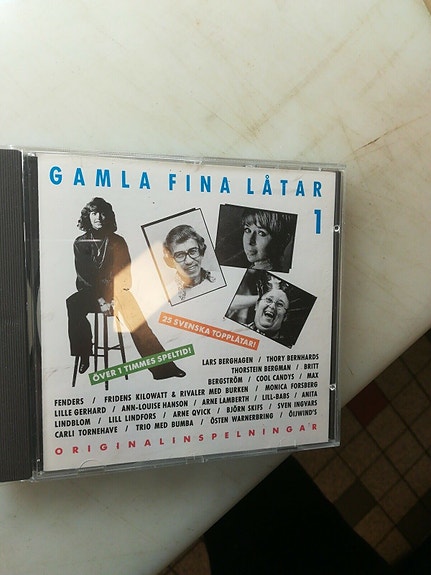 GAMLA FINA LÅTAR
1
25 SVENSKA TOPPLÅTAR!
ÖVER 1 TIMMES SPELTID!
LARS BERGHAGEN / THORY BERNHARDS
FENDERS / FRIDENS KILOWATT & RIVALER MED BURKEN / THORSTEIN BERGMAN / BRITT
BERGSTRÖM / COOL CANDYS / MAX
LILLE GERHARD / ANN-LOUISE HANSON / ARNE LAMBERTH / MONICA FORSBERG
LINDBLOM / LILL LINDFORS / ARNE QVICK / BJÖRN SKIFS / LILL-BABS / ANITA
CARLI TORNEHAVE / TRIO MED BUMBA / ÖSTEN WARNERBRING / SVEN INGVARS
ÖLJWIND'S
ORIGINALINSPELNINGAR